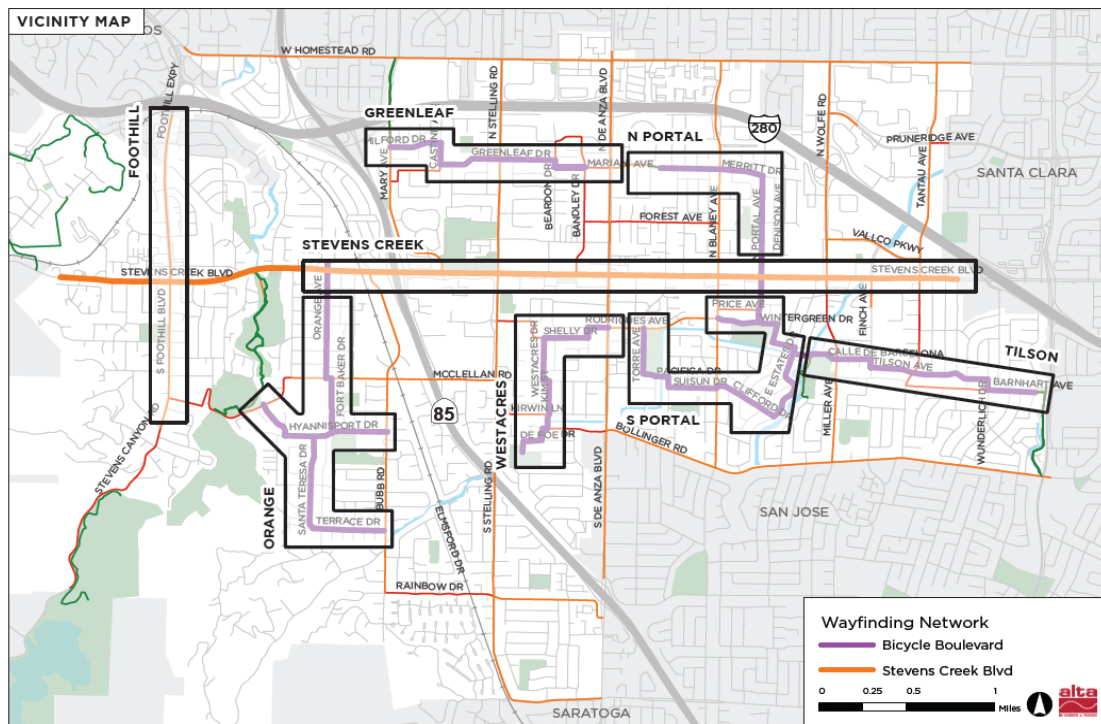 VICINITY MAP
OS
W HOMESTEAD RD
FOOTHILL EXPY
FOOTHILL
GREENLEAF
N STELLING RD
N DE ANZA BLVD
N PORTAL
280
N WOLFE RD
PRUNERIDGE AVE
TANTAU AVE
SANTA CLARA
MILFORD DR
GREENLEAF DR
MARY AVE
BEARDON DR
BANDLEY DR
MERRITT DR
FOREST AVE
N BLANEY AVE
N PORTAL AVE
DENISON AVE
VALLCO PKWY
STEVENS CREEK
STEVENS CREEK BLVD
STEVENS CREEK BLVD
S FOOTHILL BLVD
ORANGE AVE
FORT BAKER DR
PRICE AVE
WINTERGREEN DR
FINCH AVE
RODRIGUES AVE
SHELLY DR
WESTACRES DR
KIM ST
TORRE AVE
PACIFICA DR
SUISUN DR
CLIFFORD DR
E ESTATES DR
CALLE DE BARCELONA
TILSON AVE
TILSON
BARNHART AVE
MCCLELLAN RD
85
WESTACRES
KIRWIN LN
DE FOE DR
BOLLINGER RD
S PORTAL
MILLER AVE
WUNDERLICH DR
STEVENS CANYON RD
HYANNISPORT DR
SANTA TERESA DR
ORANGE
BUBB RD
TERRACE DR
ELMSFORD DR
S STELLING RD
S DE ANZA BLVD
SAN JOSE
RAINBOW DR
SARATOGA
Wayfinding Network
Bicycle Boulevard
Stevens Creek Blvd
0 0.25 0.5 1
Miles
alta